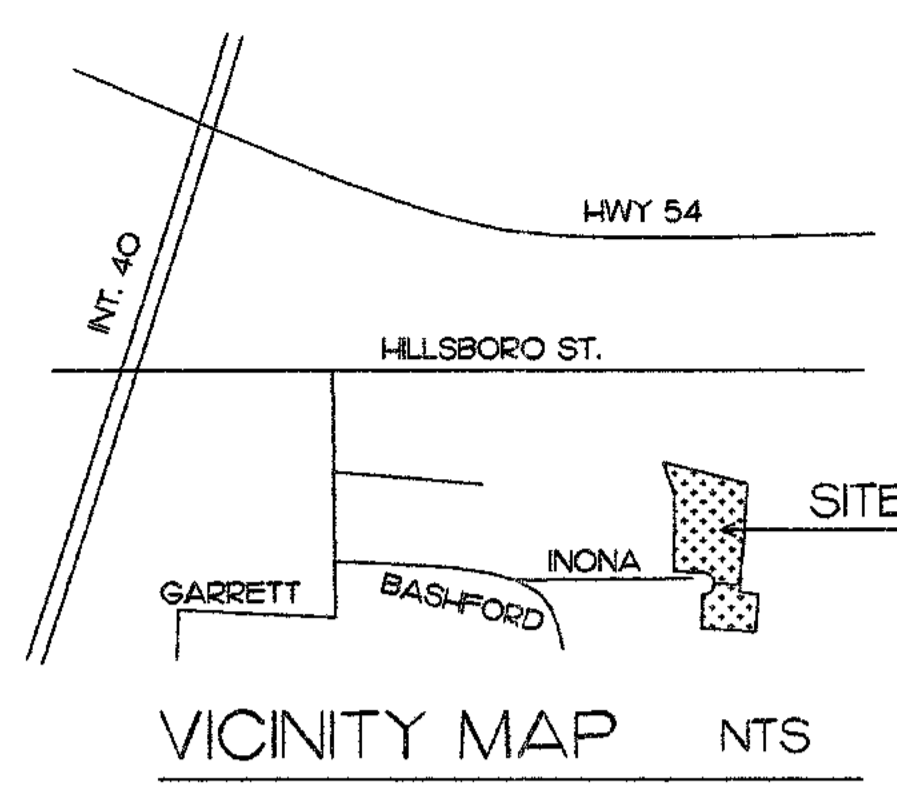 HWY 54
INT. 40
HILLSBORO ST.
SITE
INONA
GARRETT
BASHFORD
VICINITY MAP NTS